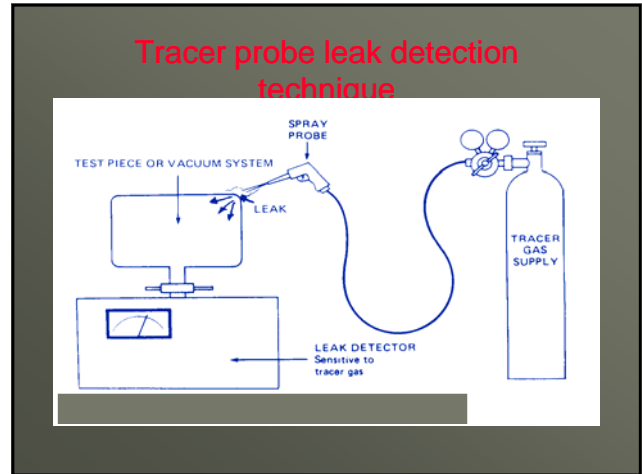 Tracer probe leak detection
technique
SPRAY
PROBE
TEST PIECE OR VACUUM SYSTEM
LEAK
TRACER
GAS
SUPPLY
LEAK DETECTOR
Sensitive to
tracer gas